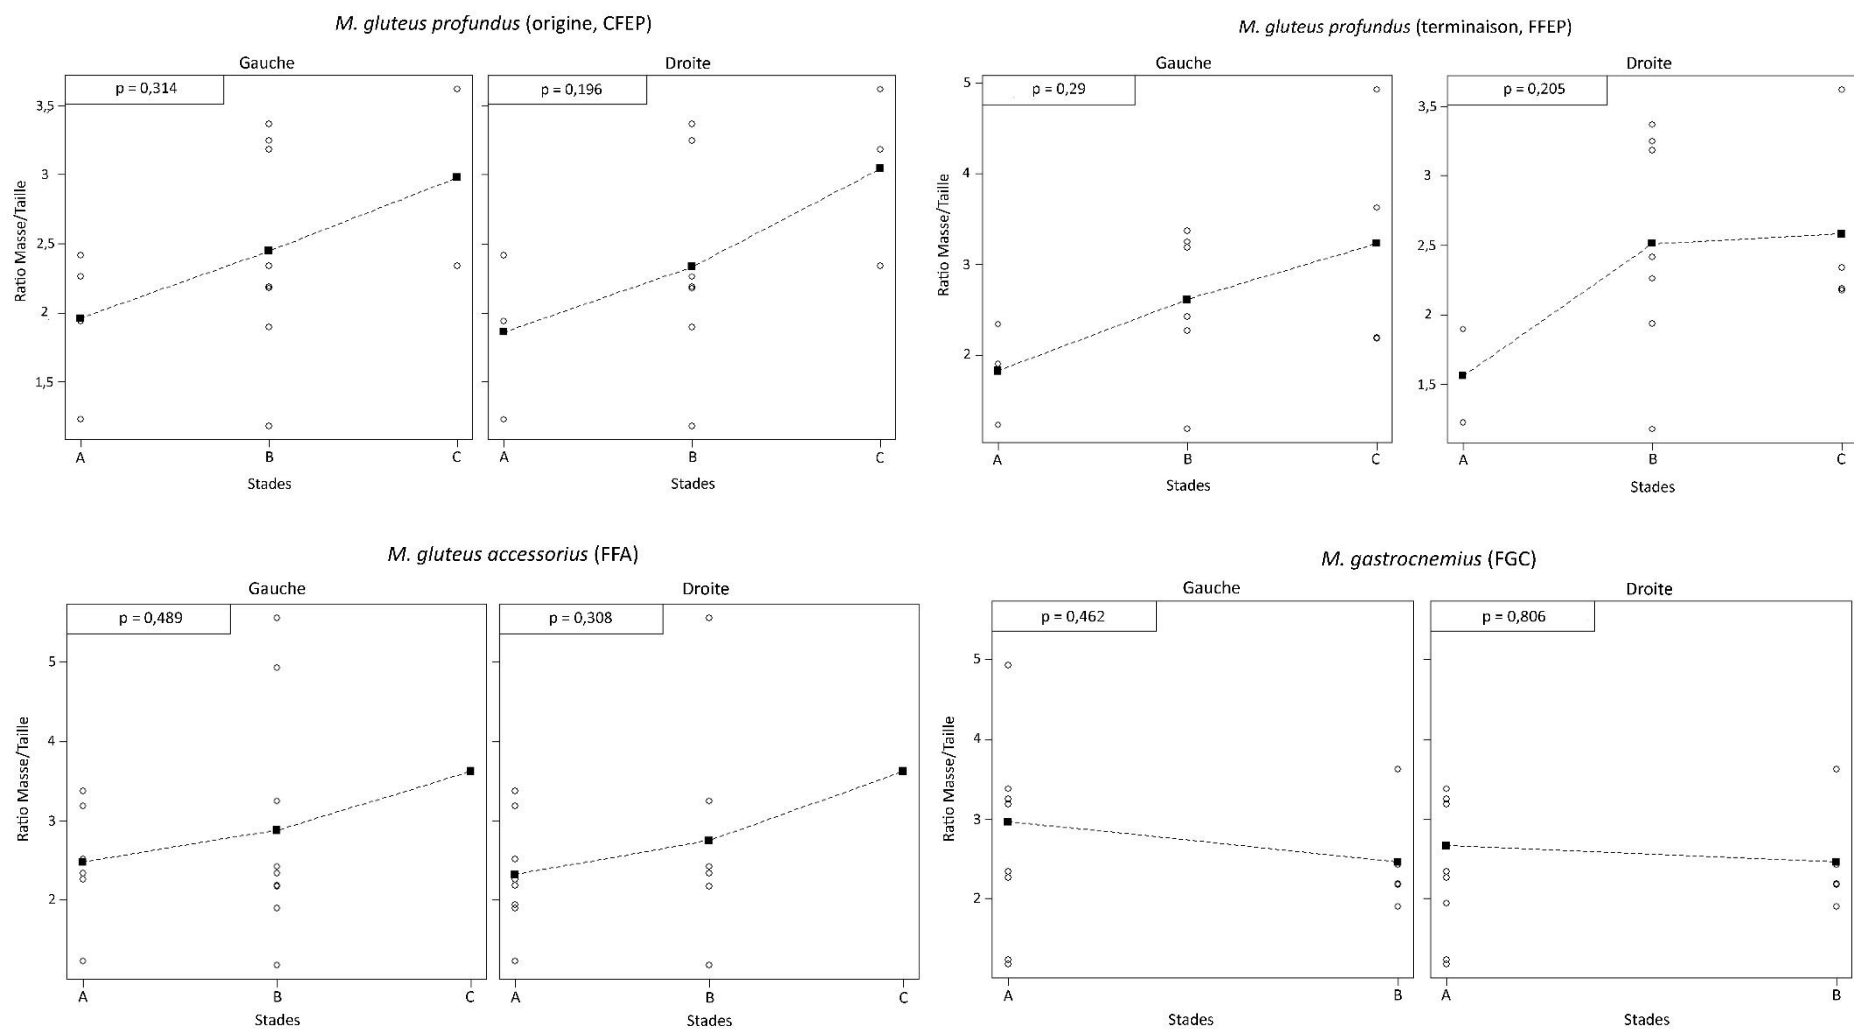 M. gluteus profundus (origine, CFEP)
Gauche
Droite
p = 0,314
p = 0,196
3,5
3
2,5
2
1,5
Ratio Masse/Taille
A
B
C
A
B
C
Stades
Stades
M. gluteus profundus (terminaison, FFEP)
Gauche
Droite
p = 0,29
p = 0,205
5
4
3
2
Ratio Masse/Taille
3,5
3
2,5
2
1,5
A
B
C
A
B
C
Stades
Stades
M. gluteus accessorius (FFA)
Gauche
Droite
p = 0,489
p = 0,308
5
4
3
2
Ratio Masse/Taille
A
B
C
A
B
C
Stades
Stades
M. gastrocnemius (FGC)
Gauche
Droite
p = 0,462
p = 0,806
5
4
3
2
Ratio Masse/Taille
A
B
A
B
Stades
Stades